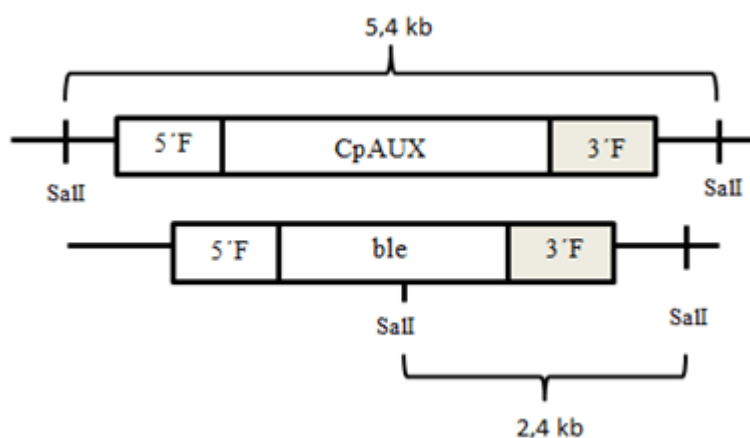 5,4 kb
5´F CpAUX 3´F
SalI SalI
5´F ble 3´F
SalI SalI
2,4 kb